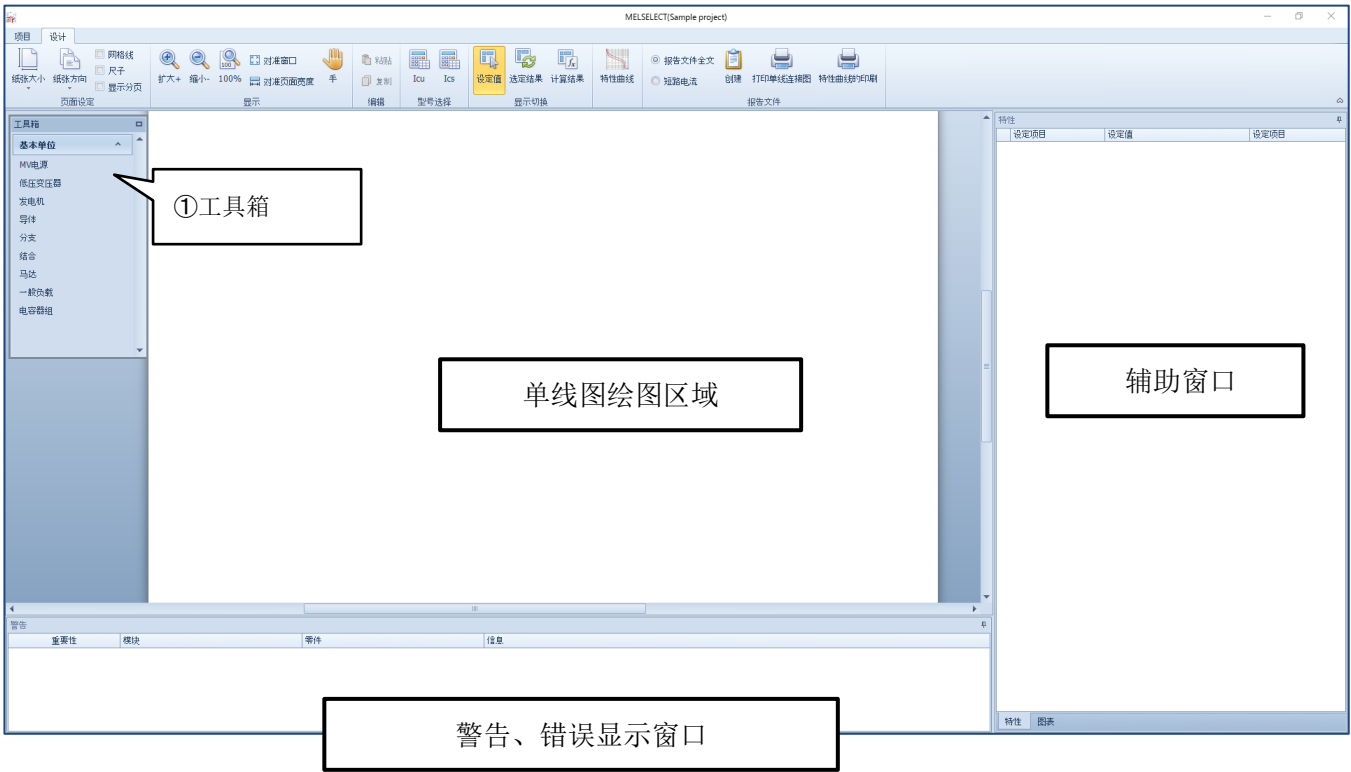 MELSELECT(Sample project)
项目 设计
纸张大小 纸张方向 网格线 尺子 显示分页
扩大+ 缩小- 100% 对准窗口 对准页面宽度 手
粘贴 复制
Icu Ics
设定值 选定结果 计算结果 特性曲线
报告文件全文 短路电流 创建 打印单线连接图 特性曲线的印刷
页面设定 显示 编辑 型号选择 显示切换 报告文件
工具箱
基本单位
MV电源
低压变压器
发电机
导体
分支
结合
马达
一般负载
电容器组
①工具箱
单线图绘图区域
特性
设定项目 设定值 设定项目
辅助窗口
特性 图表
警告
重要性 模块 零件 信息
警告、错误显示窗口